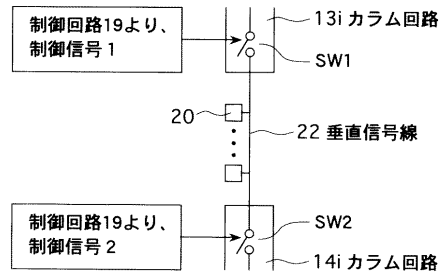 制御回路19より、
制御信号1
13i カラム回路
SW1
20
22 垂直信号線
制御回路19より、
制御信号2
SW2
14i カラム回路